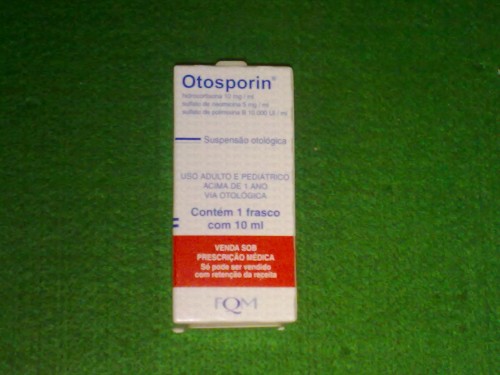 Otosporin®
hidrocortisona 10 mg / ml
sulfato de neomicina 5 mg / ml
sulfato de polimixina B 10.000 UI / ml
Suspensão otológica
USO ADULTO E PEDIÁTRICO
ACIMA DE 1 ANO
VIA OTOLÓGICA
Contém 1 frasco
com 10 ml
VENDA SOB
PRESCRIÇÃO MÉDICA
Só pode ser vendido
com retenção da receita
FQM